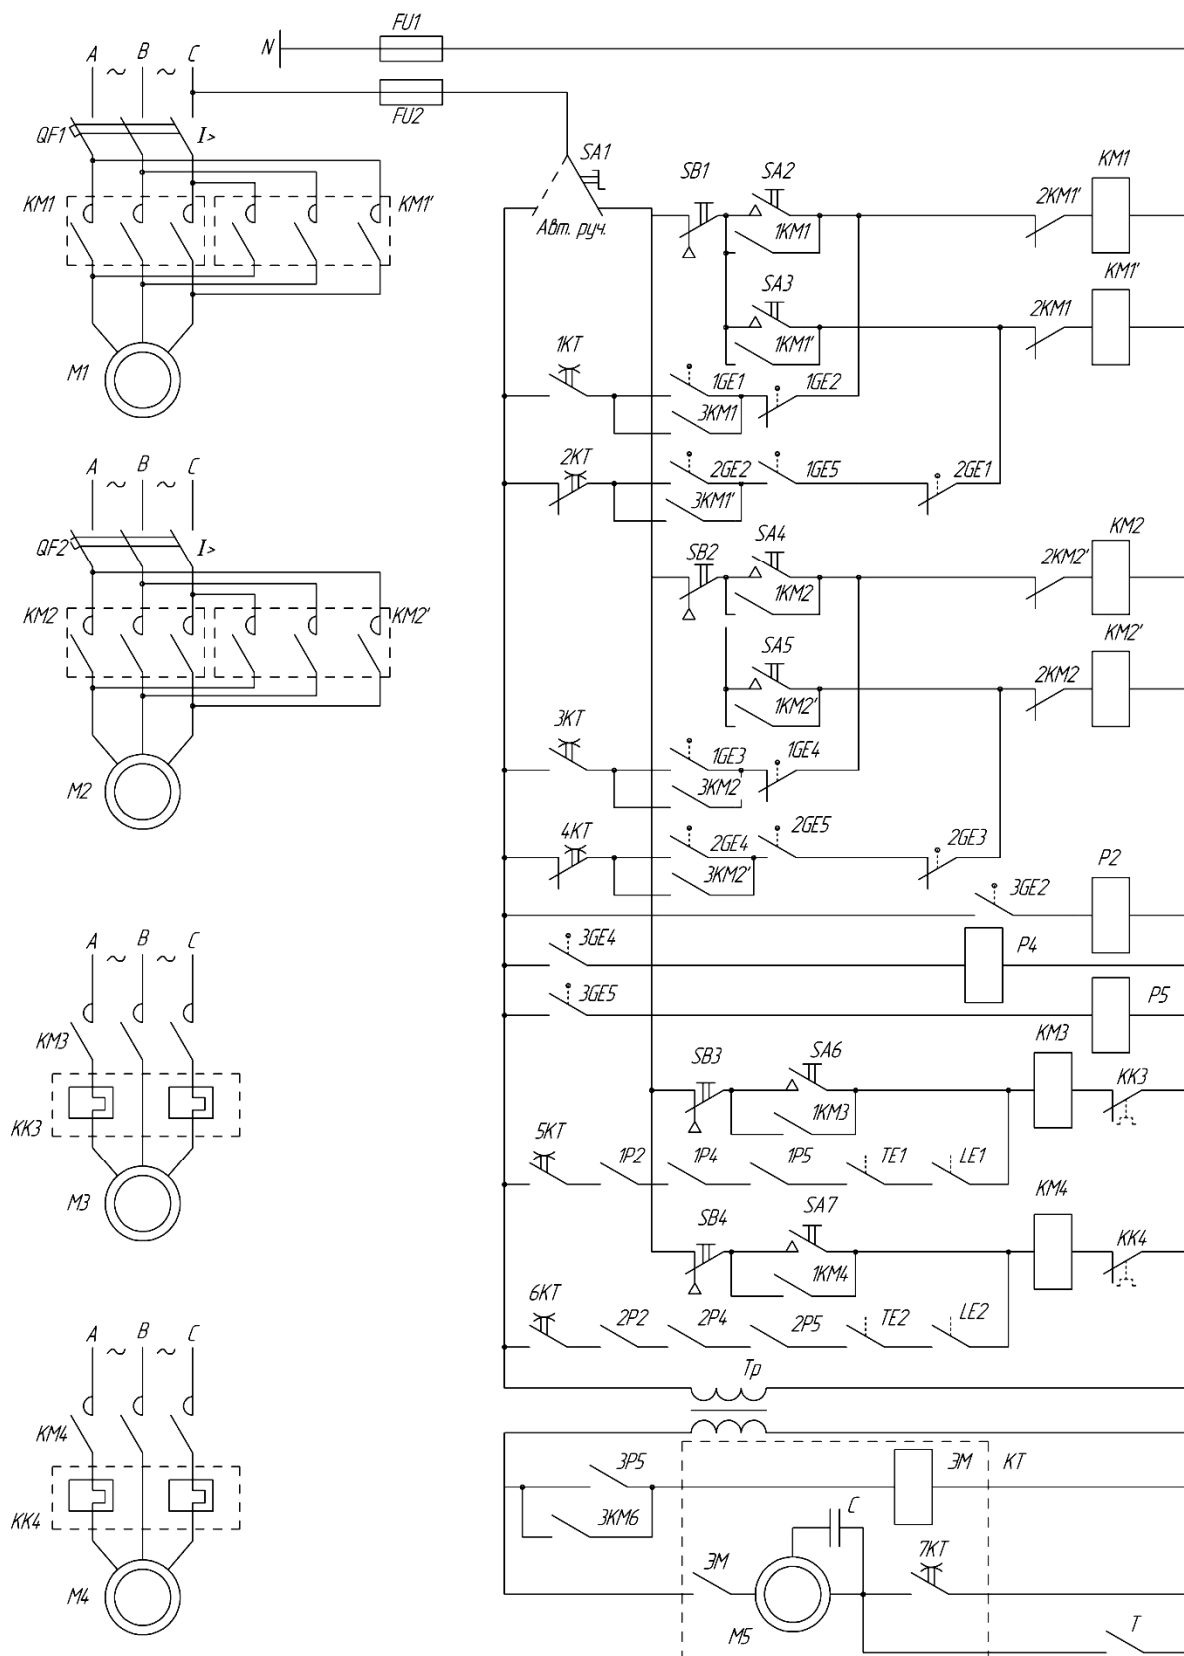 FU1
N
A B C
FU2
QF1 I>
SA1
Авт. руч.
SB1 SA2 KM1
1KM1 2KM1'
KM1 KM1'
SA3 KM1'
1KM1' 2KM1
M1
1KT 1GE1 1GE2
3KM1
A B C
2KT 2GE2 1GE5 2GE1
3KM1'
QF2 I>
SB2 SA4 KM2
1KM2 2KM2'
KM2 KM2'
SA5 KM2'
1KM2' 2KM2
3KT 1GE3 1GE4
M2 3KM2
4KT 2GE4 2GE5 2GE3
3KM2'
P2
3GE2
A B C
3GE4 P4
3GE5 P5
KM3
SB3 SA6 KM3 KK3
1KM3
KK3
5KT 1P2 1P4 1P5 TE1 LE1
M3
SB4 SA7 KM4 KK4
1KM4
6KT 2P2 2P4 2P5 TE2 LE2
A B C
Тр
KM4
3P5 ЭМ KT
3KM6
KK4
C
ЭМ 7KT
M4 M5 T